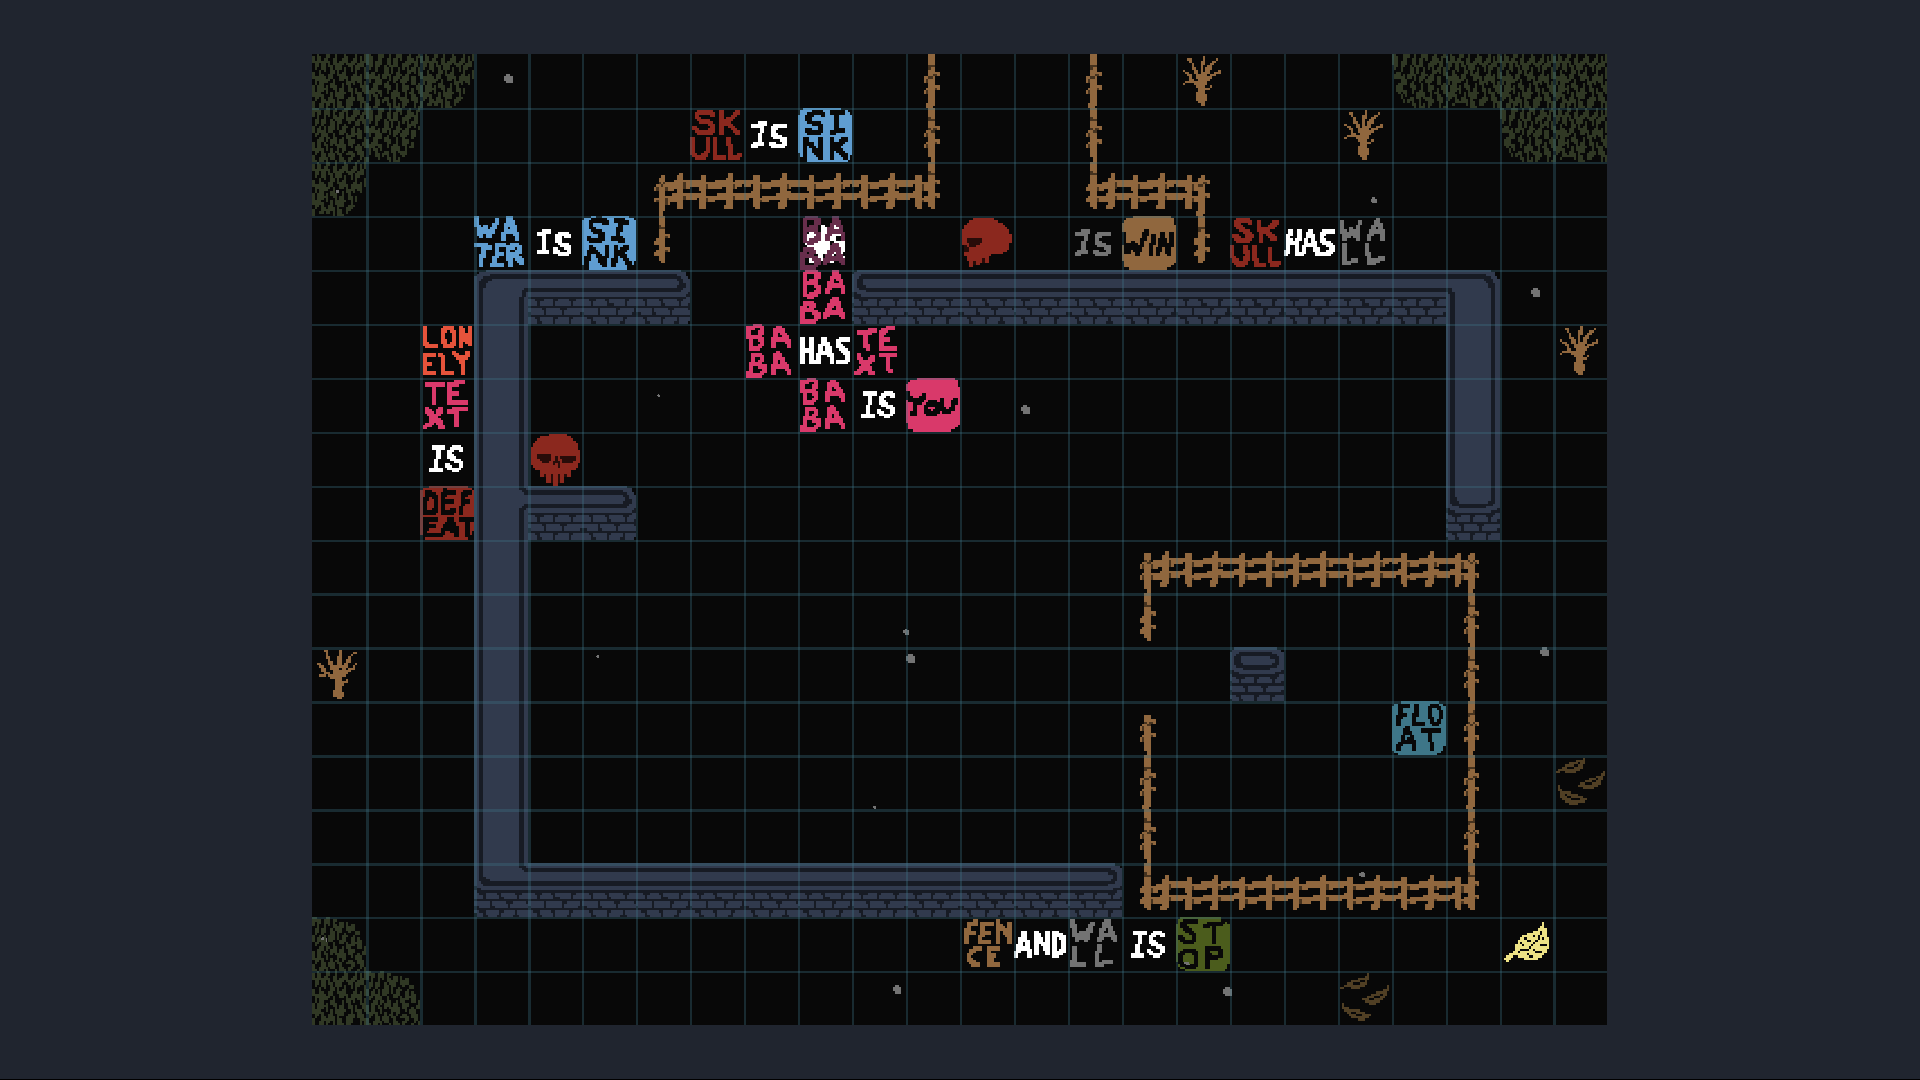 SKULL IS SINK
WATER IS SINK BABA IS WIN SKULL HAS WALL
BABA
LONELY BABA HAS TEXT
TEXT BABA IS YOU
IS
DEFEAT
FLOAT
FENCE AND WALL IS STOP